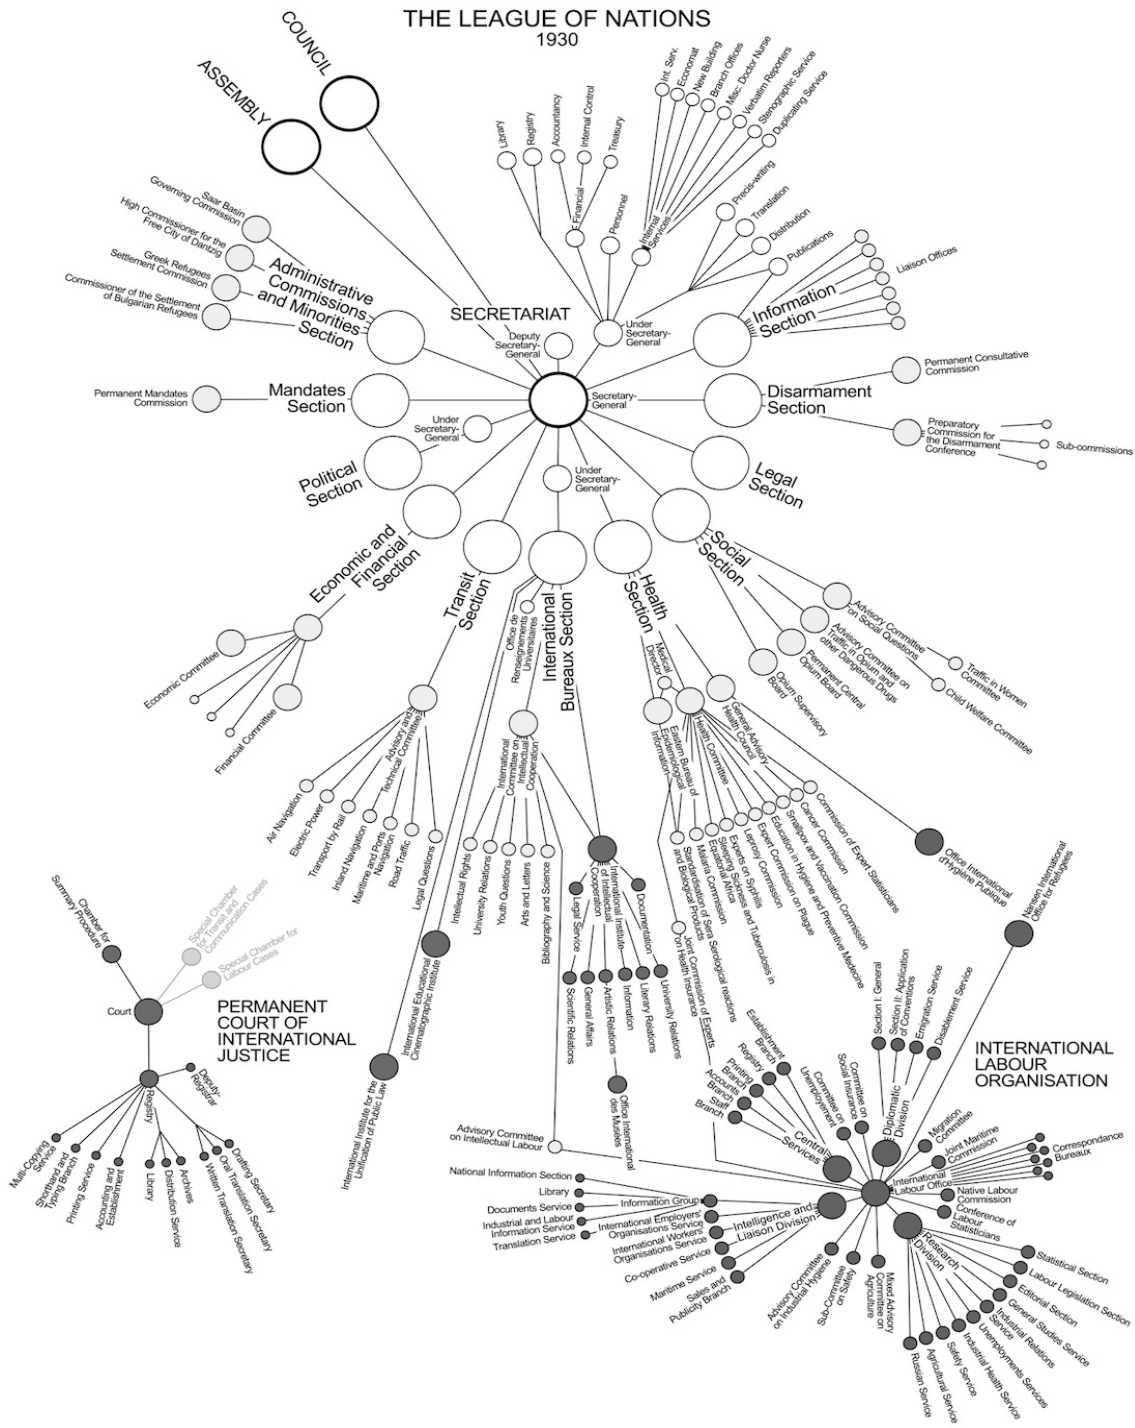 THE LEAGUE OF NATIONS
1930
COUNCIL
ASSEMBLY
Library
Registry
Accountancy
Internal Control
Treasury
Financial
Personnel
Int. Serv.
Economat
New Building
Branch Offices
Misc: Doctor Nurse
Verbatim Reporters
Stenographic Service
Duplicating Service
Internal
Services
Precis-writing
Translation
Distribution
Publications
Liaison Offices
Information
Section
Saar Basin
Governing Commission
High Commissioner for the
Free City of Dantzig
Greek Refugees
Settlement Commission
Commissioner of the Settlement
of Bulgarian Refugees
Administrative
Commissions
and Minorities
Section
SECRETARIAT
Deputy
Secretary-
General
Under
Secretary-
General
Secretary-
General
Permanent Mandates
Commission
Mandates
Section
Under
Secretary-
General
Political
Section
Under
Secretary-
General
Disarmament
Section
Permanent Consultative
Commission
Preparatory
Commission for
the Disarmament
Conference
Sub-commissions
Legal
Section
Social
Section
Advisory Committee
on Social Questions
Traffic in Women
Committee
Child Welfare Committee
Advisory Committee on
Traffic in Opium and
other Dangerous Drugs
Permanent Central
Opium Board
Opium Supervisory
Board
Economic and
Financial
Section
Economic Committee
Financial Committee
Transit
Section
Advisory and
Technical Committee
Air Navigation
Electric Power
Transport by Rail
Inland Navigation
Maritime and Ports
Navigation
Road Traffic
Legal Questions
International
Bureaux Section
Office de
Renseignements
Universitaires
International
Committee on
Intellectual
Cooperation
Intellectual Rights
University Relations
Youth Questions
Arts and Letters
Bibliography and Science
International Institute
of Intellectual
Cooperation
Legal Service
Documentation
Scientific Relations
General Affairs
Artistic Relations
Information
Literary Relations
University Relations
Office International
des Musées
International Educational
Cinematographic Institute
International Institute for the
Unification of Public Law
Health
Section
Medical
Director
Eastern Bureau of
Epidemiological
Information
Health Committee
General Advisory
Health Council
Standardisation of Sera Serological reactions
and Biological Products
Malaria Commission
Sleeping Sickness and Tuberculosis in
Equatorial Africa
Experts on Syphilis
Leprosy Commission
Expert Commission on Plague
Education in Hygiene and Preventive Medecine
Smallpox and Vaccination Commission
Cancer Commission
Commission of Expert Statisticians
Joint Commission of Experts
on Health Insurance
Office International
d'Hygiène Publique
Nansen International
Office for Refugees
Chamber for
Summary Procedure
Special Chamber
for Transit and
Communication Cases
Special Chamber for
Labour Cases
Court
PERMANENT
COURT OF
INTERNATIONAL
JUSTICE
Registry
Deputy-
Registrar
Multi-Copying
Service
Shorthand and
Typing Branch
Printing Service
Accounting and
Establishment
Library
Distribution Service
Archives
Written Translation Secretary
Oral Translation Secretary
Drafting Secretary
INTERNATIONAL
LABOUR
ORGANISATION
Section I: General
Section II: Application
of Conventions
Emigration Service
Disablement Service
Diplomatic
Division
Establishment
Branch
Registry
Printing
Branch
Accounts
Branch
Staff
Branch
Central
Services
Committee on
Unemployement
Committee on
Social Insurance
Migration
Committee
Joint Maritime
Commission
Correspondance
Bureaux
International
Labour Office
Native Labour
Commission
Conference of
Labour
Statisticians
Advisory Committee
on Intellectual Labour
National Information Section
Library
Documents Service
Industrial and Labour
Information Service
Translation Service
Information Group
International Employers'
Organisations Service
International Workers
Organisations Service
Co-operative Service
Maritime Service
Sales and
Publicity Branch
Intelligence and
Liaison Division
Advisory Committee
on Industrial Hygiene
Sub-Committee
on Safety
Mixed Advisory
Committee on
Agriculture
Research
Division
Statistical Section
Labour Legislation Section
Editorial Section
General Studies Service
Industrial Relations
Service
Unemployments Services
Industrial Health Service
Safety Service
Agricultural Service
Russian Service